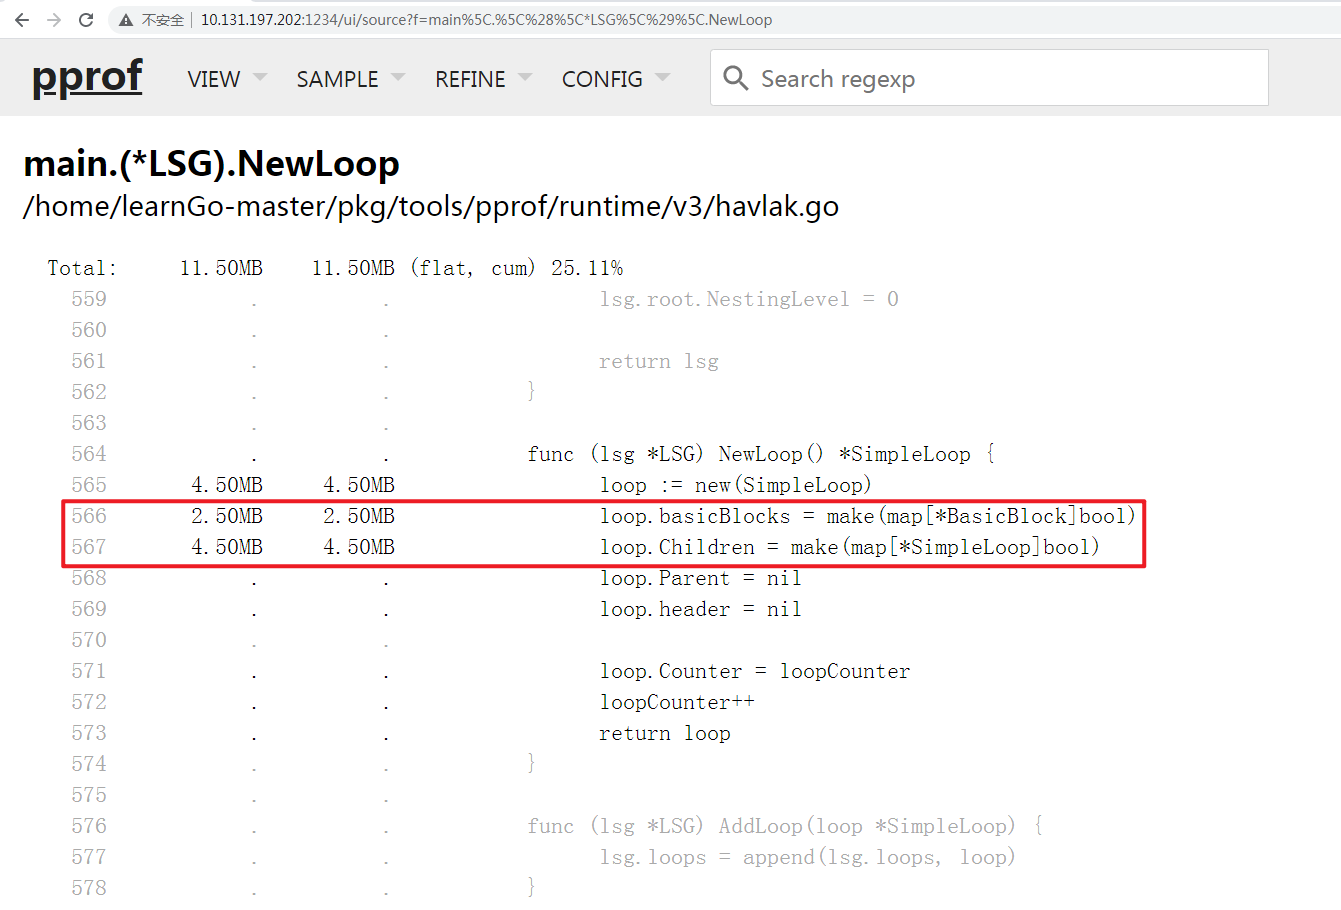 不安全 10.131.197.202:1234/ui/source?f=main%5C.%5C%28%5C*LSG%5C%29%5C.NewLoop
pprof VIEW SAMPLE REFINE CONFIG Search regexp
main.(*LSG).NewLoop
/home/learnGo-master/pkg/tools/pprof/runtime/v3/havlak.go
Total: 11.50MB 11.50MB (flat, cum) 25.11%
559 . . lsg.root.NestingLevel = 0
560 . .
561 . . return lsg
562 . . }
563 . .
564 . . func (lsg *LSG) NewLoop() *SimpleLoop {
565 4.50MB 4.50MB loop := new(SimpleLoop)
566 2.50MB 2.50MB loop.basicBlocks = make(map[*BasicBlock]bool)
567 4.50MB 4.50MB loop.Children = make(map[*SimpleLoop]bool)
568 . . loop.Parent = nil
569 . . loop.header = nil
570 . .
571 . . loop.Counter = loopCounter
572 . . loopCounter++
573 . . return loop
574 . . }
575 . .
576 . . func (lsg *LSG) AddLoop(loop *SimpleLoop) {
577 . . lsg.loops = append(lsg.loops, loop)
578 . . }